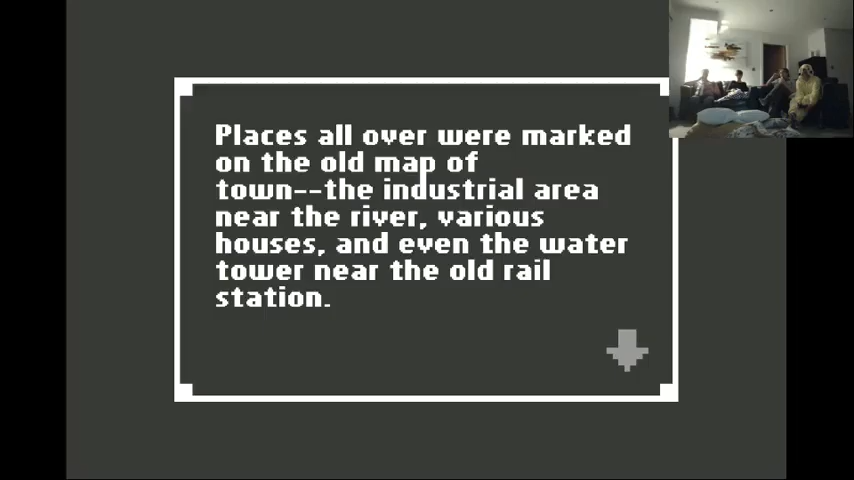 Places all over were marked
on the old map of
town--the industrial area
near the river, various
houses, and even the water
tower near the old rail
station.